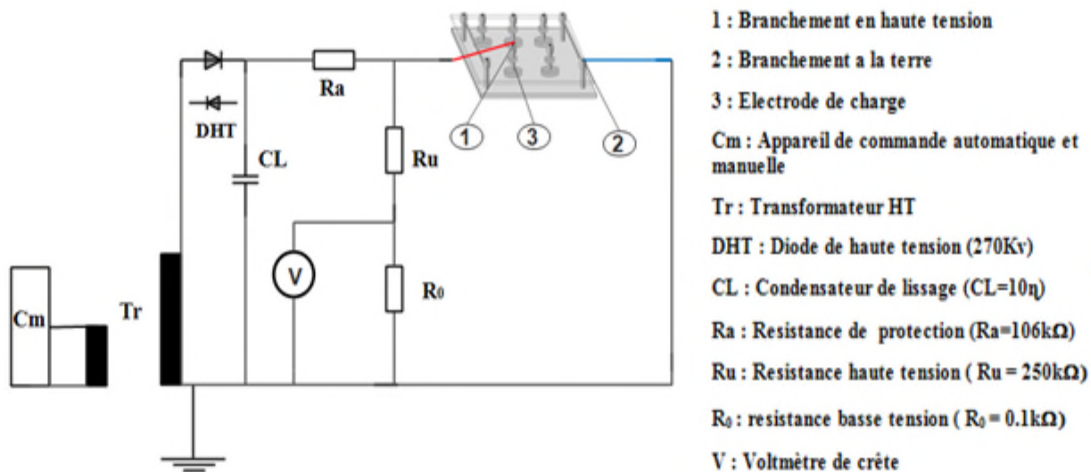 DHT
Ra
CL
Ru
V
R₀
Cm
Tr
1
3
2
1 : Branchement en haute tension
2 : Branchement a la terre
3 : Electrode de charge
Cm : Appareil de commande automatique et
manuelle
Tr : Transformateur HT
DHT : Diode de haute tension (270Kv)
CL : Condensateur de lissage (CL=10η)
Ra : Resistance de protection (Ra=106kΩ)
Ru : Resistance haute tension ( Ru = 250kΩ)
R₀ : resistance basse tension ( R₀ = 0.1kΩ)
V : Voltmètre de crête